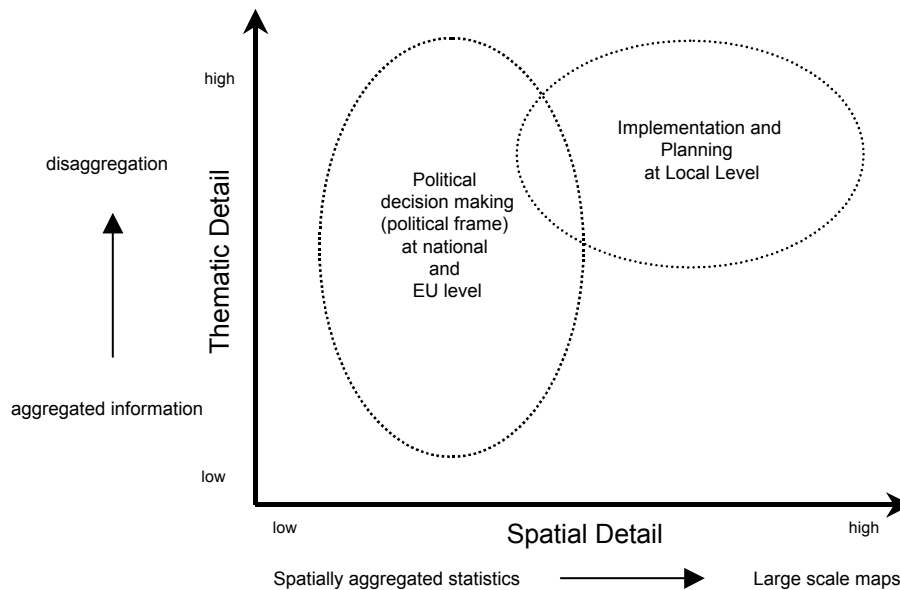 high
disaggregation
Thematic Detail
aggregated information
low
Political
decision making
(political frame)
at national
and
EU level
Implementation and
Planning
at Local Level
low
Spatial Detail
high
Spatially aggregated statistics
Large scale maps